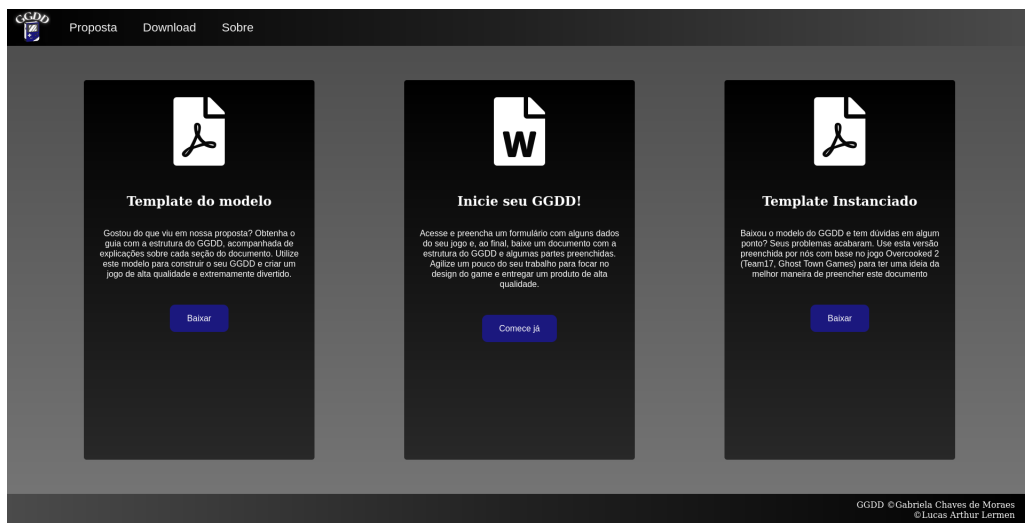 GGDD
Proposta
Download
Sobre
W
Template do modelo
Gostou do que viu em nossa proposta? Obtenha o
guia com a estrutura do GGDD, acompanhada de
explicações sobre cada seção do documento. Utilize
este modelo para construir o seu GGDD e criar um
jogo de alta qualidade e extremamente divertido.
Baixar
Inicie seu GGDD!
Acesse e preencha um formulário com alguns dados
do seu jogo e, ao final, baixe um documento com a
estrutura do GGDD e algumas partes preenchidas.
Agilize um pouco do seu trabalho para focar no
design do game e entregar um produto de alta
qualidade.
Comece já
Template Instanciado
Baixou o modelo do GGDD e tem dúvidas em algum
ponto? Seus problemas acabaram. Use esta versão
preenchida por nós com base no jogo Overcooked 2
(Team17, Ghost Town Games) para ter uma ideia da
melhor maneira de preencher este documento
Baixar
GGDD ©Gabriela Chaves de Moraes
©Lucas Arthur Lermen